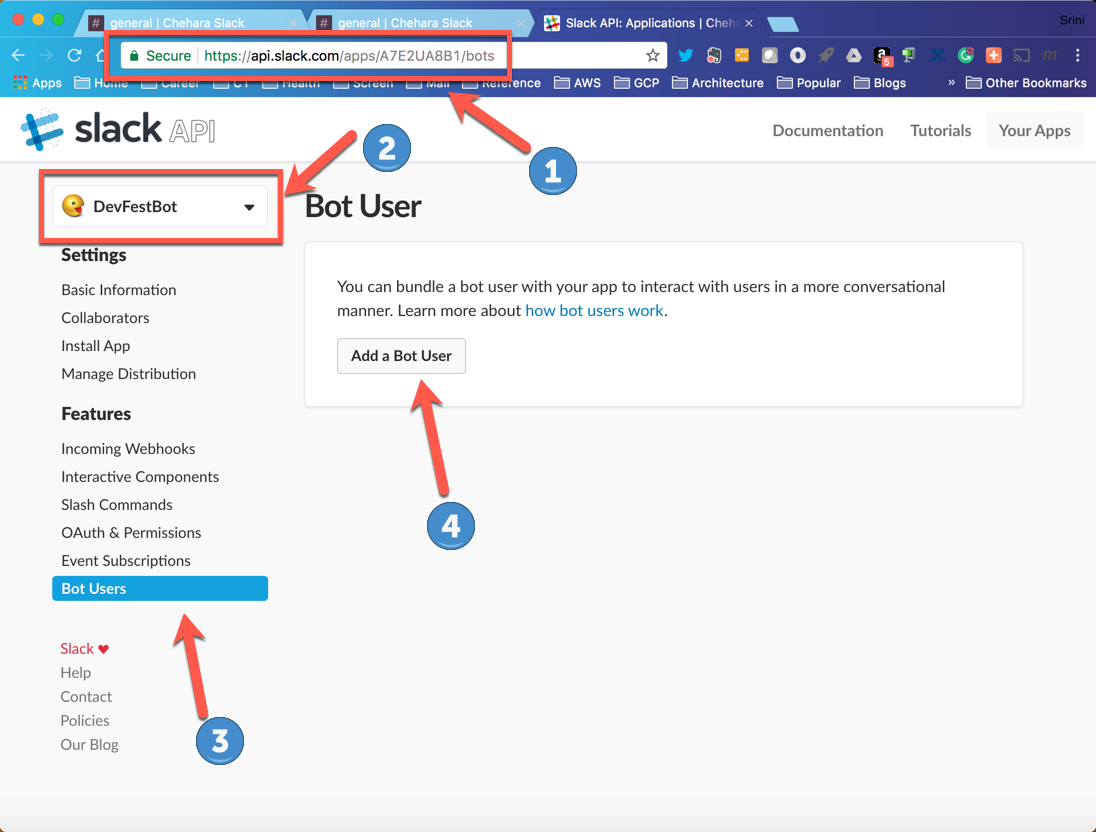 general | Chehara Slack
general | Chehara Slack
Slack API: Applications | Cheha
Srini
Secure https://api.slack.com/apps/A7E2UA8B1/bots
5
Apps Home Career CT Health Screen Mail Reference AWS GCP Architecture Popular Blogs » Other Bookmarks
slack API
Documentation Tutorials Your Apps
2
1
DevFestBot
Bot User
Settings
Basic Information
Collaborators
Install App
Manage Distribution
You can bundle a bot user with your app to interact with users in a more conversational
manner. Learn more about how bot users work.
Add a Bot User
Features
Incoming Webhooks
Interactive Components
Slash Commands
OAuth & Permissions
Event Subscriptions
Bot Users
4
Slack ♥
Help
Contact
Policies
Our Blog
3